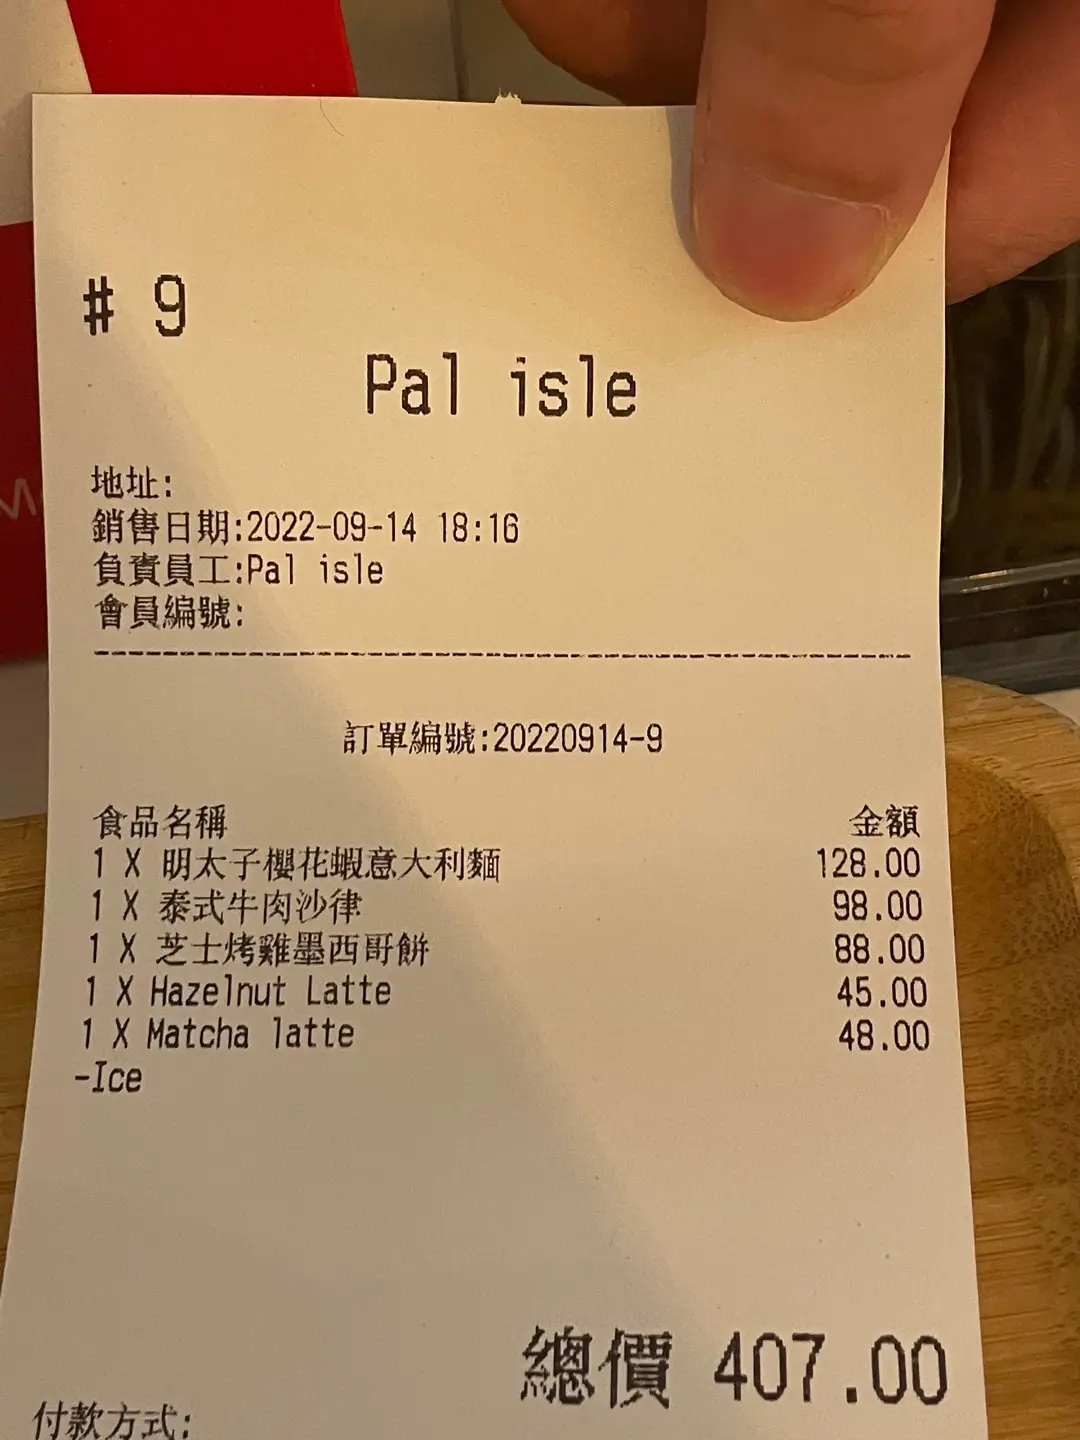 # 9
Pal isle
地址:
銷售日期:2022-09-14 18:16
負責員工:Pal isle
會員編號:
訂單編號:20220914-9
食品名稱 金額
1 X 明太子櫻花蝦意大利麵 128.00
1 X 泰式牛肉沙律 98.00
1 X 芝士烤雞墨西哥餅 88.00
1 X Hazelnut Latte 45.00
1 X Matcha latte 48.00
-Ice
總價 407.00
付款方式: